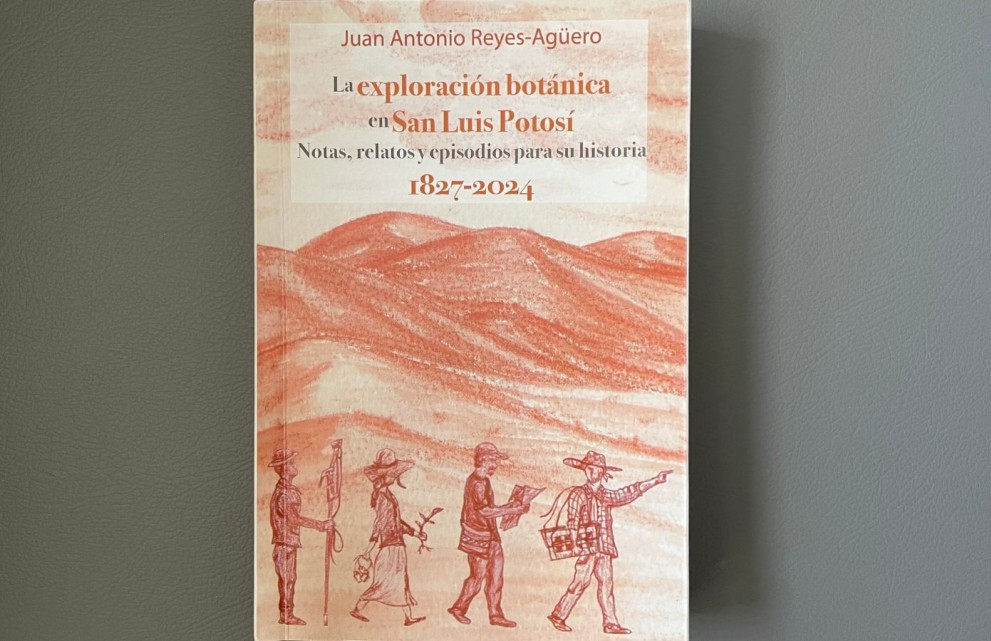 Juan Antonio Reyes-Agüero
La exploración botánica
en San Luis Potosí
Notas, relatos y episodios para su historia
1827-2024